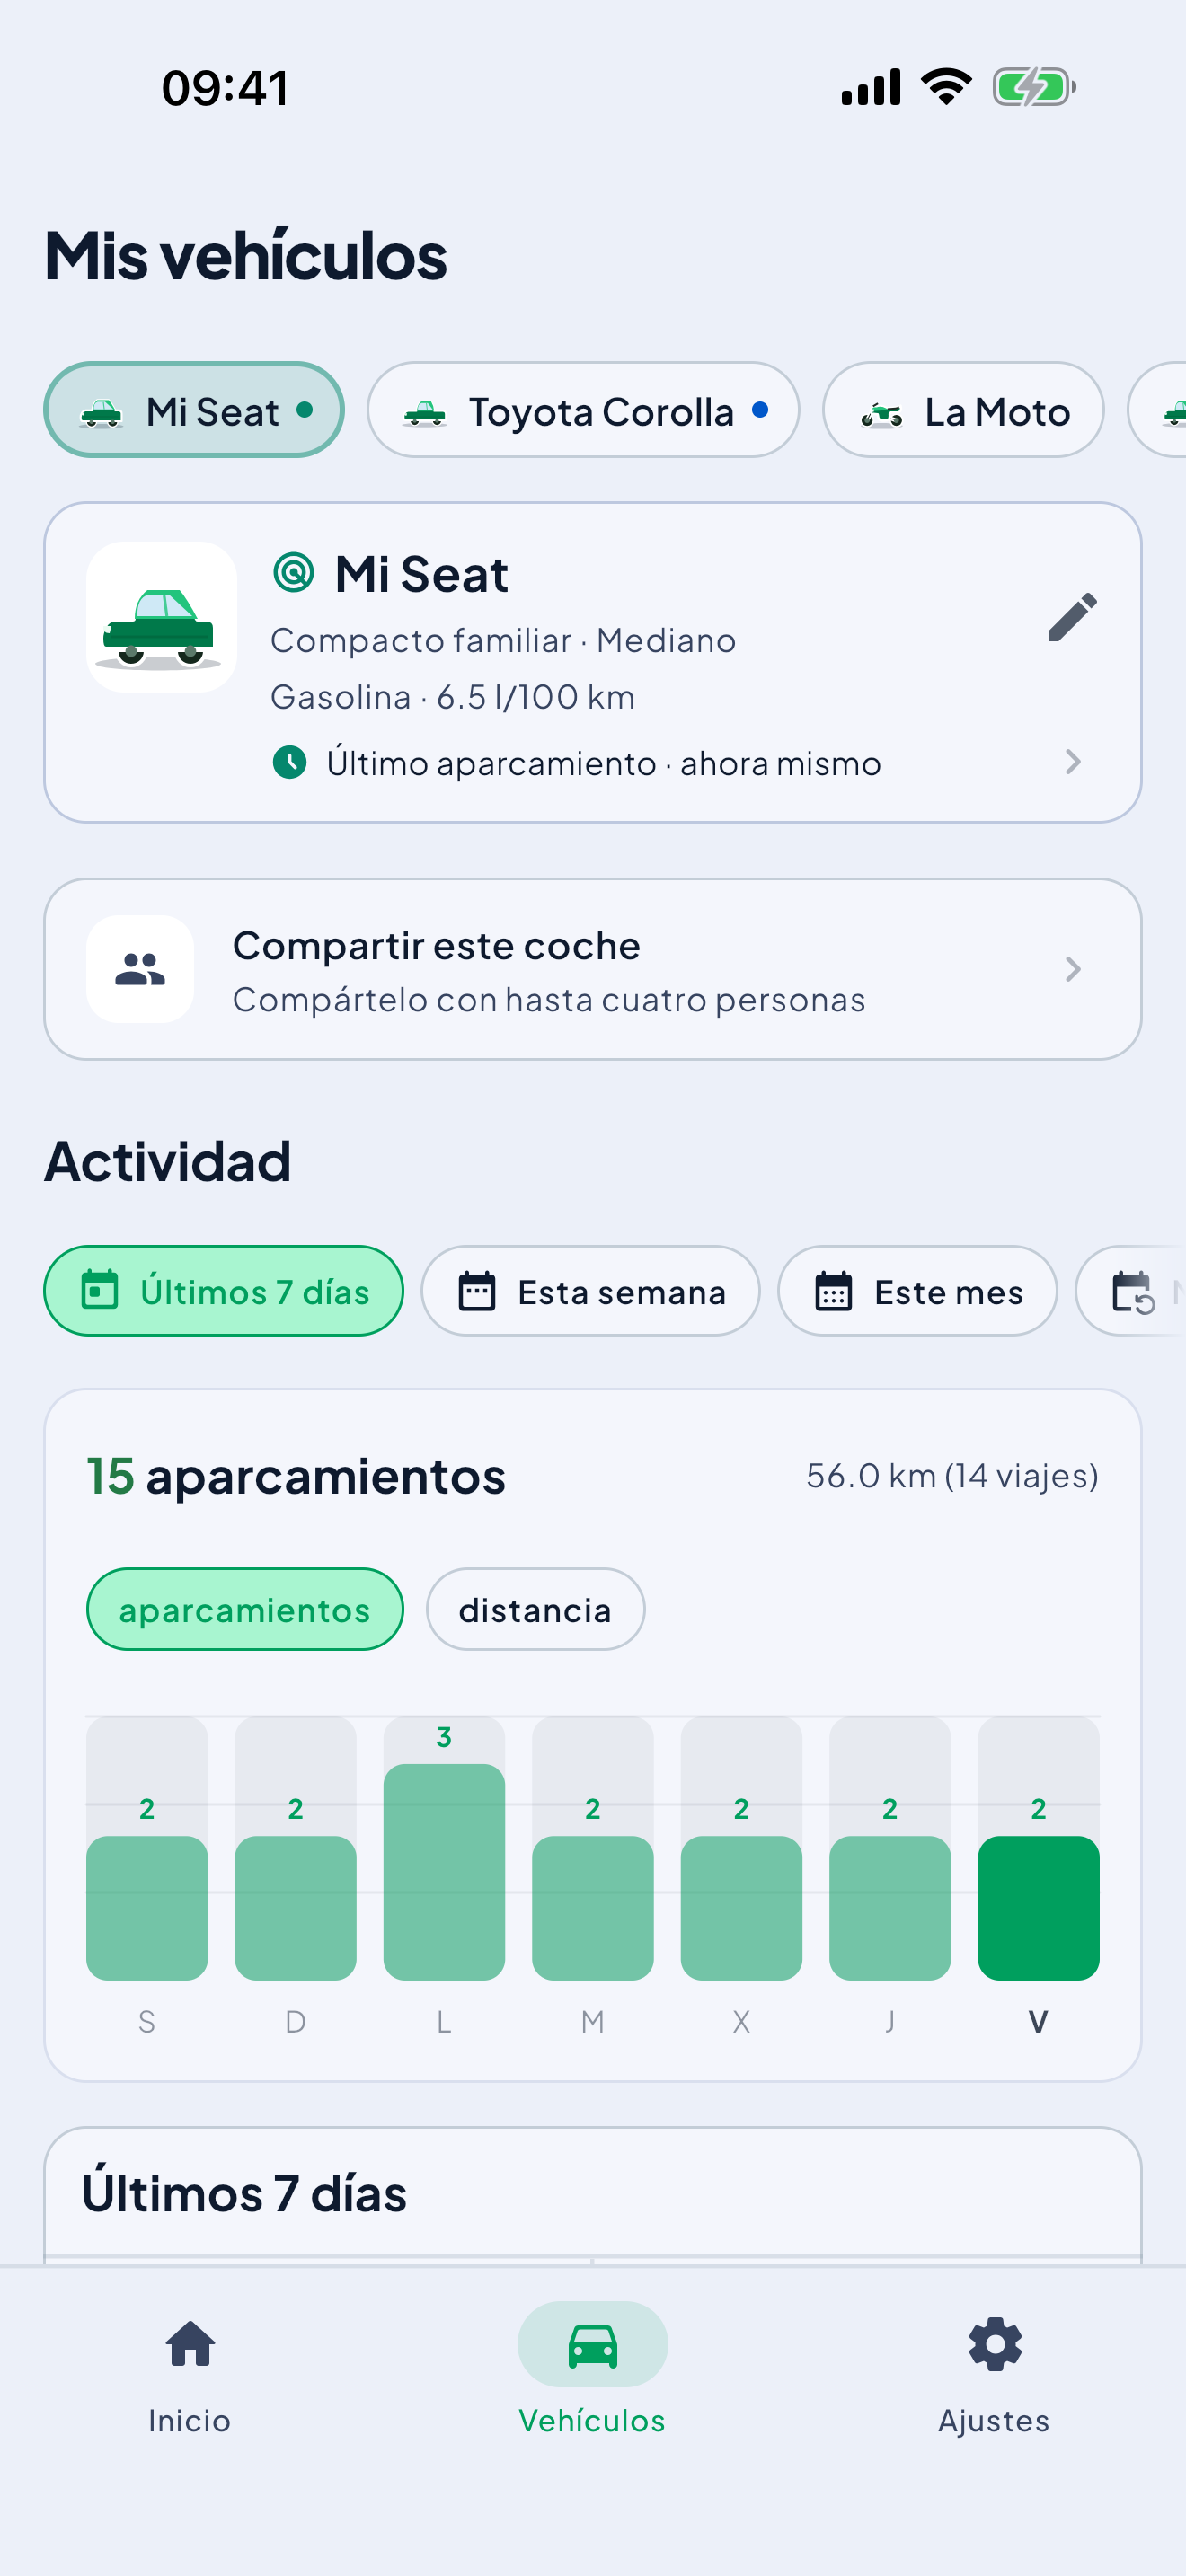 09:41
Mis vehículos
Mi Seat
Toyota Corolla
La Moto
Mi Seat
Compacto familiar · Mediano
Gasolina · 6.5 l/100 km
Último aparcamiento · ahora mismo
Compartir este coche
Compártelo con hasta cuatro personas
Actividad
Últimos 7 días
Esta semana
Este mes
15 aparcamientos
56.0 km (14 viajes)
aparcamientos
distancia
2 2 3 2 2 2 2
S D L M X J V
Últimos 7 días
Inicio
Vehículos
Ajustes